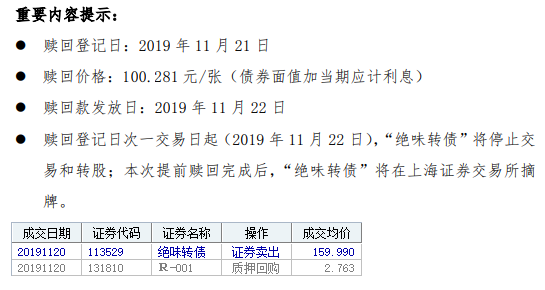 重要内容提示：
● 赎回登记日：2019 年 11 月 21 日
● 赎回价格：100.281 元/张（债券面值加当期应计利息）
● 赎回款发放日：2019 年 11 月 22 日
● 赎回登记日次一交易日起（2019 年 11 月 22 日），“绝味转债”将停止交
易和转股；本次提前赎回完成后，“绝味转债”将在上海证券交易所摘
牌。
成交日期 证券代码 证券名称 操作 成交均价
20191120 113529 绝味转债 证券卖出 159.990
20191120 131810 R-001 质押回购 2.763